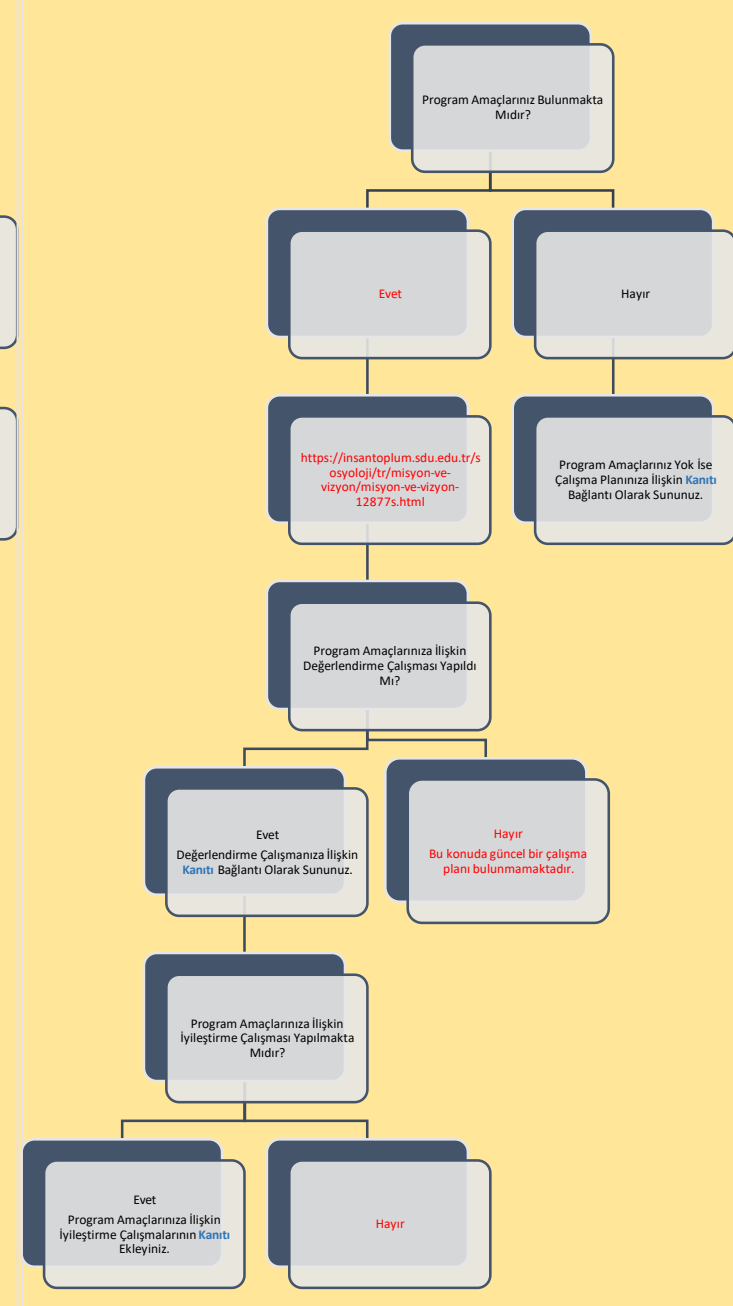 Program Amaçlarınız Bulunmakta
Mıdır?
Evet
Hayır
https://insantoplum.sdu.edu.tr/s
osyoloji/tr/misyon-ve-
vizyon/misyon-ve-vizyon-
12877s.html
Program Amaçlarınız Yok İse
Çalışma Planınıza İlişkin Kanıtı
Bağlantı Olarak Sununuz.
Program Amaçlarınıza İlişkin
Değerlendirme Çalışması Yapıldı
Mı?
Evet
Değerlendirme Çalışmanıza İlişkin
Kanıtı Bağlantı Olarak Sununuz.
Hayır
Bu konuda güncel bir çalışma
planı bulunmamaktadır.
Program Amaçlarınıza İlişkin
İyileştirme Çalışması Yapılmakta
Mıdır?
Evet
Program Amaçlarınıza İlişkin
İyileştirme Çalışmalarının Kanıtı
Ekleyiniz.
Hayır